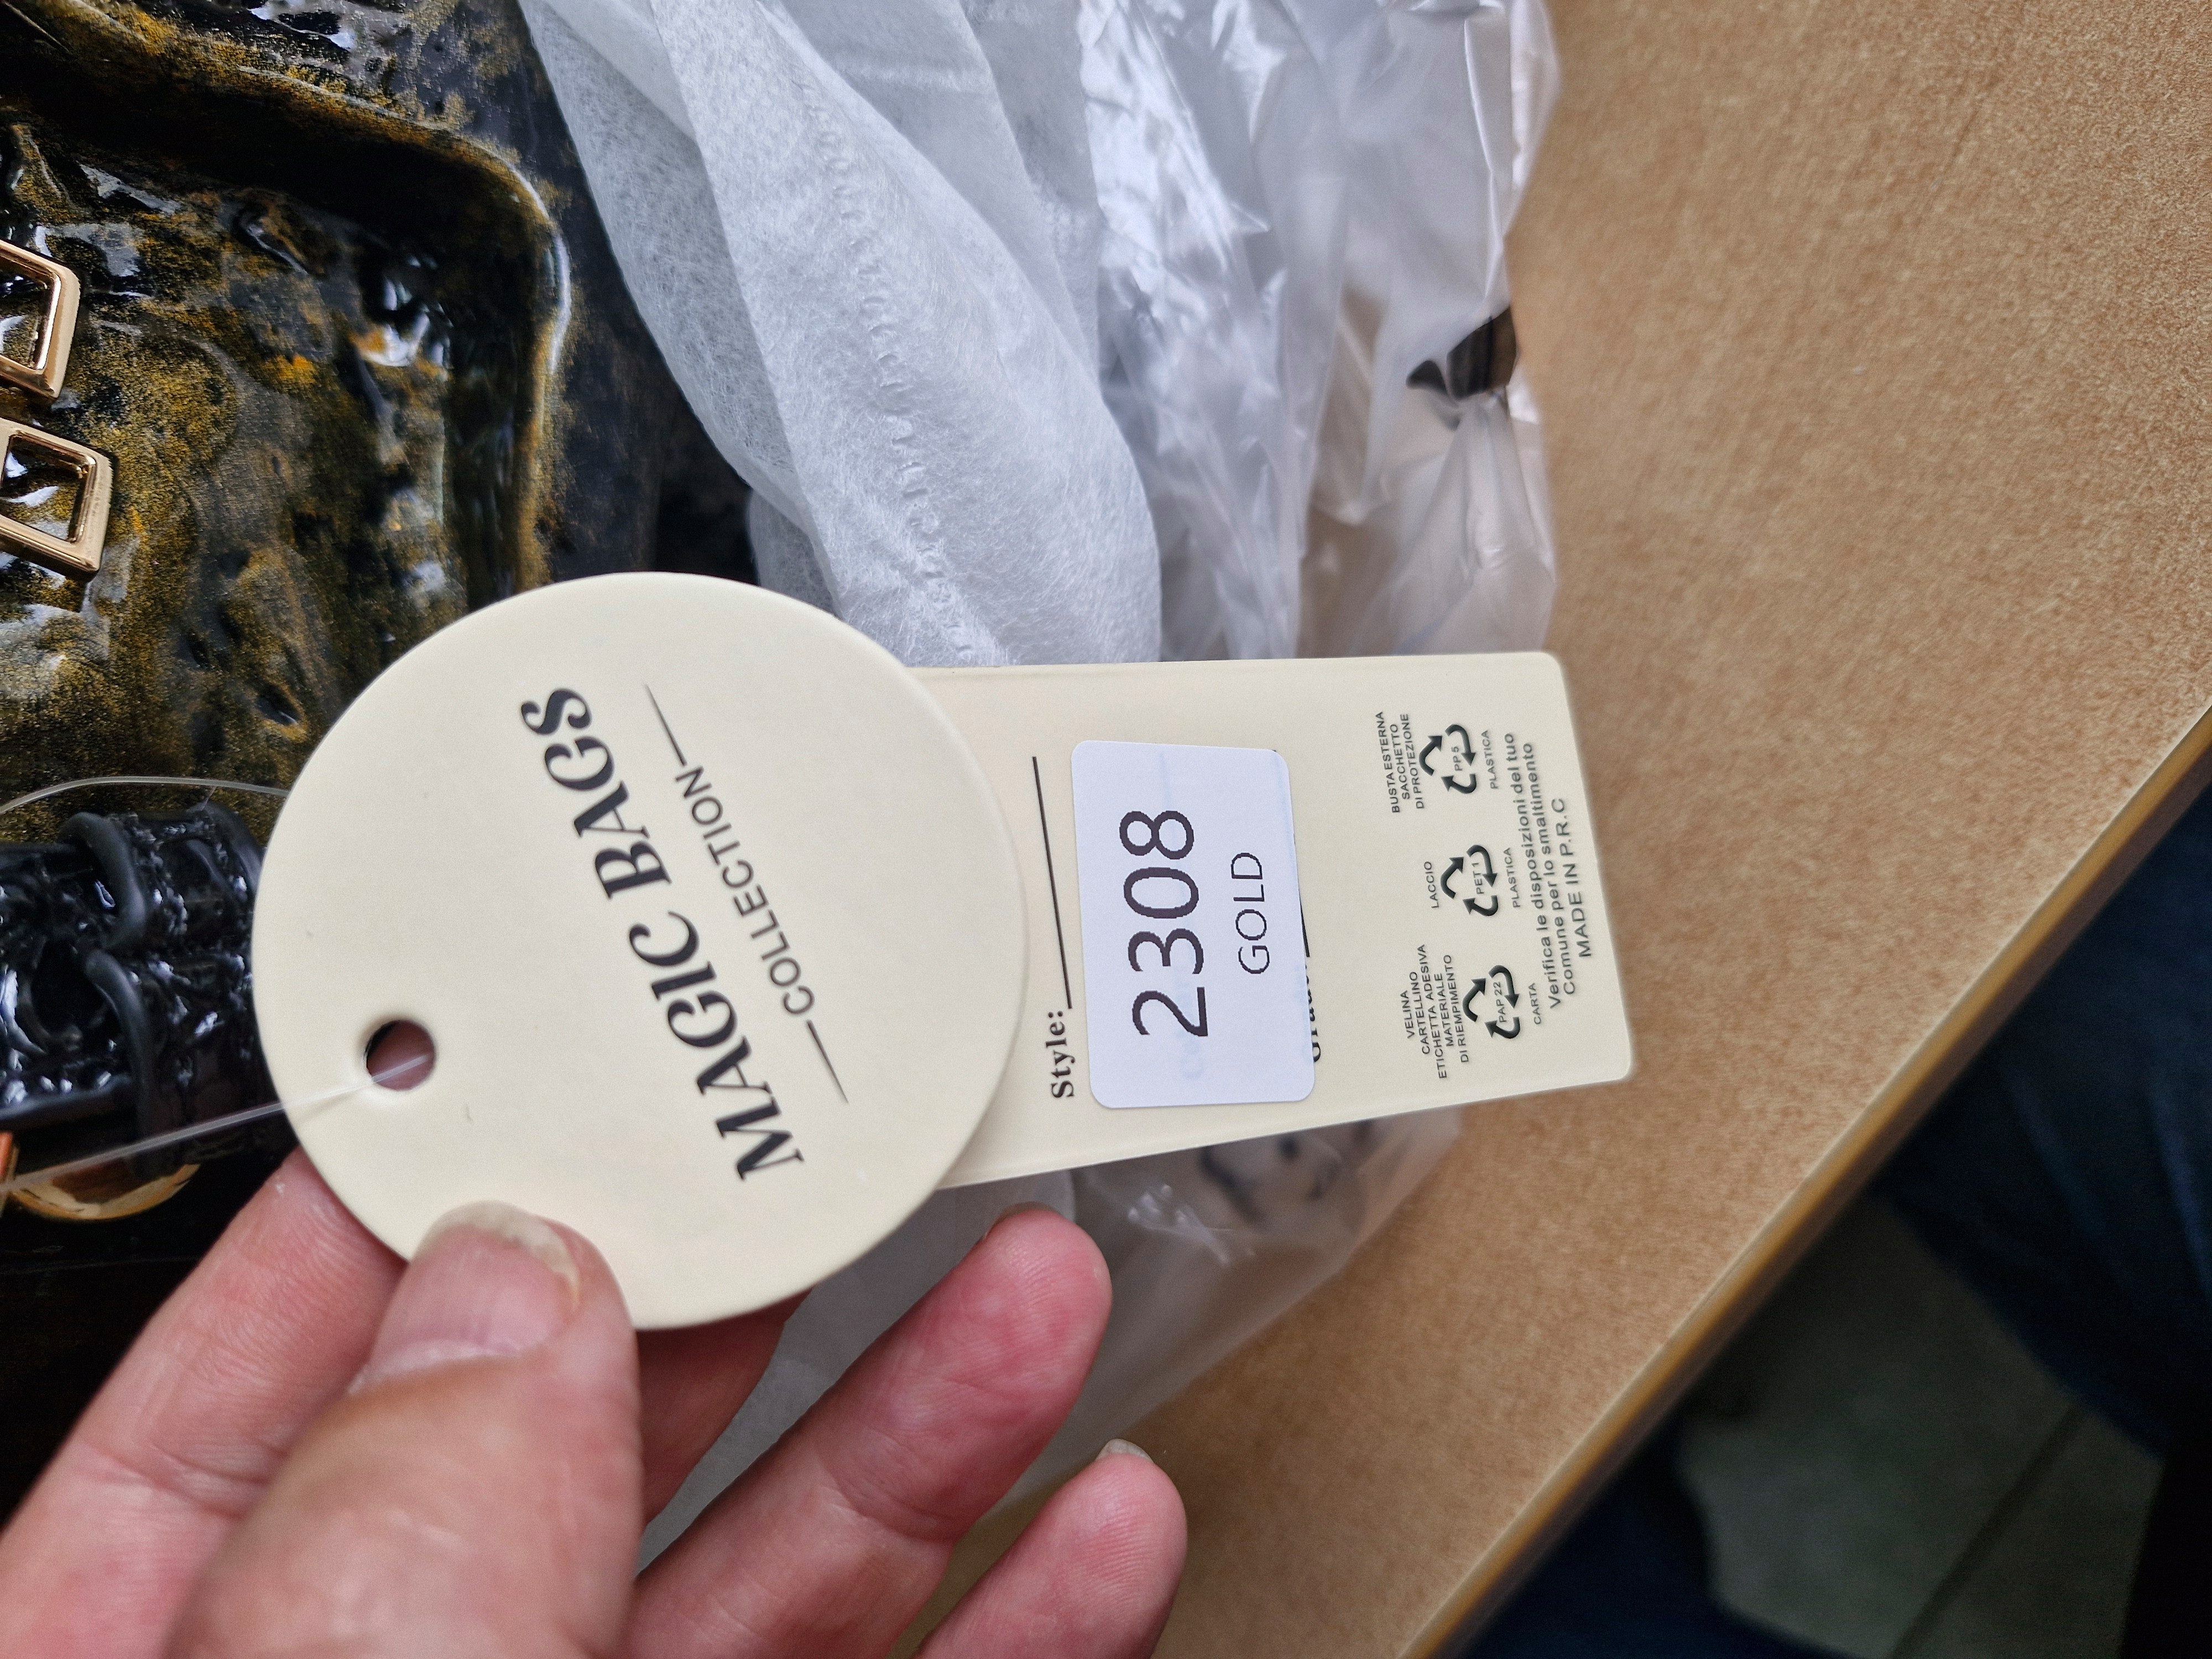 MAGIC BAGS
COLLECTION
Style:
2308
GOLD
VELINA
CARTELLINO
ETICHETTA ADESIVA
MATERIALE
DI RIEMPIMENTO
PAP 22
CARTA
LACCIO
PET 1
PLASTICA
BUSTA ESTERNA
SACCHETTO
DI PROTEZIONE
PP 5
PLASTICA
Verifica le disposizioni del tuo
Comune per lo smaltimento
MADE IN P.R.C